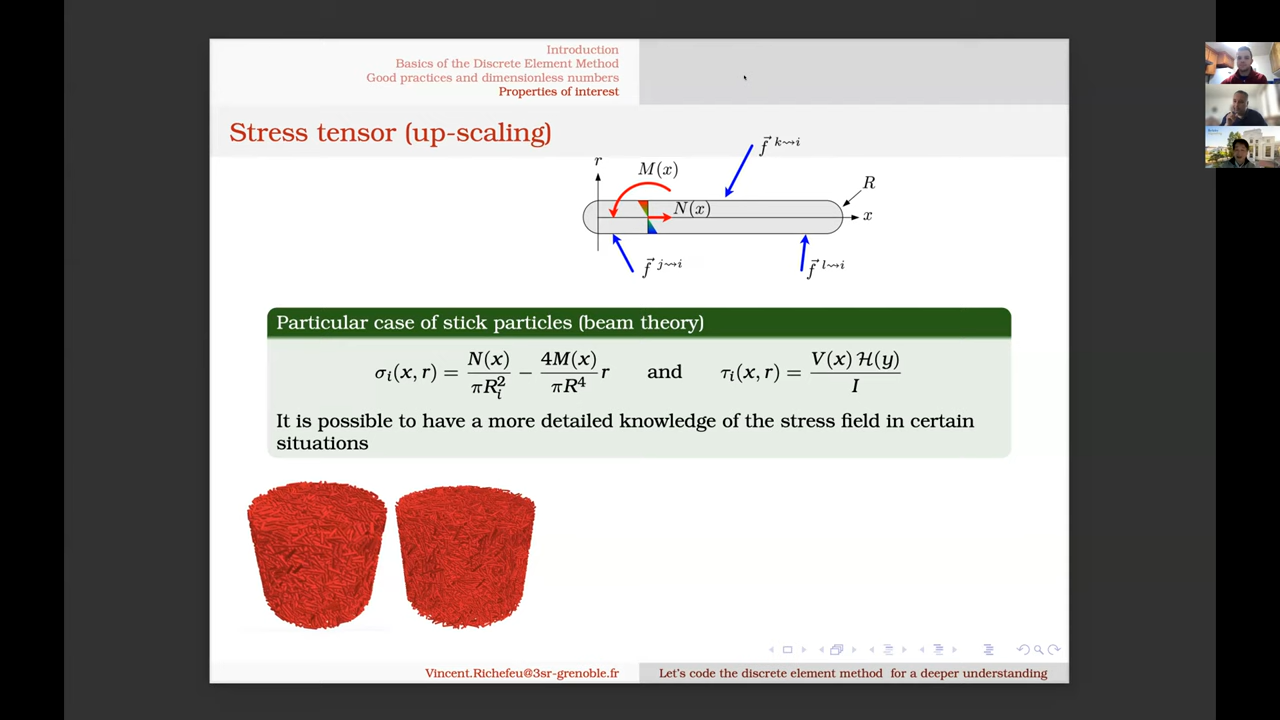 Introduction
Basics of the Discrete Element Method
Good practices and dimensionless numbers
Properties of interest
Stress tensor (up-scaling)
r
M(x)
N(x)
R
x
f⃗ k⇝i
f⃗ j⇝i
f⃗ l⇝i
Particular case of stick particles (beam theory)
σᵢ(x, r) = N(x)/πRᵢ² − 4M(x)/πR⁴ r and τᵢ(x, r) = V(x) ℋ(y)/I
It is possible to have a more detailed knowledge of the stress field in certain
situations
Vincent.Richefeu@3sr-grenoble.fr
Let's code the discrete element method for a deeper understanding